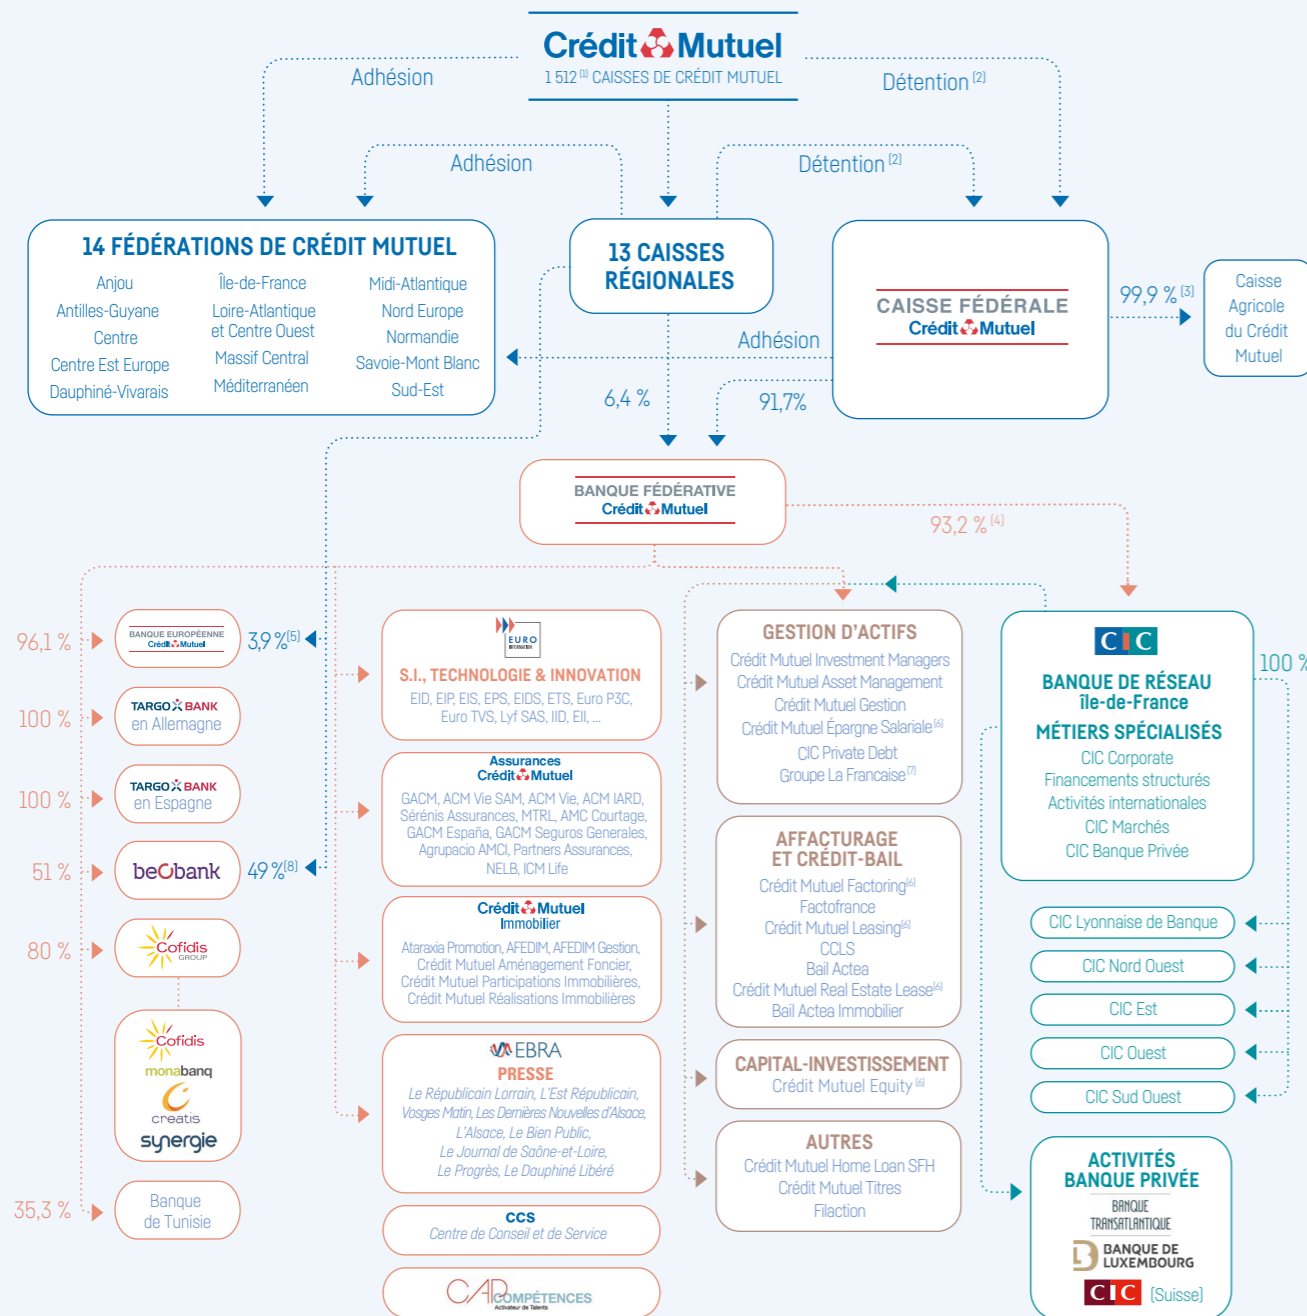 Crédit Mutuel
1 512 [1] CAISSES DE CRÉDIT MUTUEL
Adhésion
Détention [2]
Adhésion
Détention [2]
14 FÉDÉRATIONS DE CRÉDIT MUTUEL
Anjou
Antilles-Guyane
Centre
Centre Est Europe
Dauphiné-Vivarais
Île-de-France
Loire-Atlantique
et Centre Ouest
Massif Central
Méditerranéen
Midi-Atlantique
Nord Europe
Normandie
Savoie-Mont Blanc
Sud-Est
13 CAISSES
RÉGIONALES
CAISSE FÉDÉRALE
Crédit Mutuel
99,9 % [3]
Caisse
Agricole
du Crédit
Mutuel
Adhésion
6,4 %
91,7%
BANQUE FÉDÉRATIVE
Crédit Mutuel
93,2 % [4]
96,1 %
BANQUE EUROPÉENNE
Crédit Mutuel
3,9 %[5]
100 %
TARGO BANK
en Allemagne
100 %
TARGO BANK
en Espagne
51 %
beobank
49 %[8]
80 %
Cofidis
GROUP
Cofidis
monabanq
creatis
synergie
35,3 %
Banque
de Tunisie
EURO
INFORMATION
S.I., TECHNOLOGIE & INNOVATION
EID, EIP, EIS, EPS, EIDS, ETS, Euro P3C,
Euro TVS, Lyf SAS, IID, EII, ...
Assurances
Crédit Mutuel
GACM, ACM Vie SAM, ACM Vie, ACM IARD,
Sérénis Assurances, MTRL, AMC Courtage,
GACM España, GACM Seguros Generales,
Agrupacio AMCI, Partners Assurances,
NELB, ICM Life
Crédit Mutuel
Immobilier
Ataraxia Promotion, AFEDIM, AFEDIM Gestion,
Crédit Mutuel Aménagement Foncier,
Crédit Mutuel Participations Immobilières,
Crédit Mutuel Réalisations Immobilières
EBRA
PRESSE
Le Républicain Lorrain, L'Est Républicain,
Vosges Matin, Les Dernières Nouvelles d'Alsace,
L'Alsace, Le Bien Public,
Le Journal de Saône-et-Loire,
Le Progrès, Le Dauphiné Libéré
CCS
Centre de Conseil et de Service
CAP COMPÉTENCES
Activateur de Talents
GESTION D'ACTIFS
Crédit Mutuel Investment Managers
Crédit Mutuel Asset Management
Crédit Mutuel Gestion
Crédit Mutuel Épargne Salariale[6]
CIC Private Debt
Groupe La Francaise[7]
AFFACTURAGE
ET CRÉDIT-BAIL
Crédit Mutuel Factoring[6]
Factofrance
Crédit Mutuel Leasing[6]
CCLS
Bail Actea
Crédit Mutuel Real Estate Lease[6]
Bail Actea Immobilier
CAPITAL-INVESTISSEMENT
Crédit Mutuel Equity [6]
AUTRES
Crédit Mutuel Home Loan SFH
Crédit Mutuel Titres
Filaction
CIC
BANQUE DE RÉSEAU
île-de-France
MÉTIERS SPÉCIALISÉS
CIC Corporate
Financements structurés
Activités internationales
CIC Marchés
CIC Banque Privée
100 %
CIC Lyonnaise de Banque
CIC Nord Ouest
CIC Est
CIC Ouest
CIC Sud Ouest
ACTIVITÉS
BANQUE PRIVÉE
BANQUE
TRANSATLANTIQUE
BANQUE DE
LUXEMBOURG
CIC (Suisse)